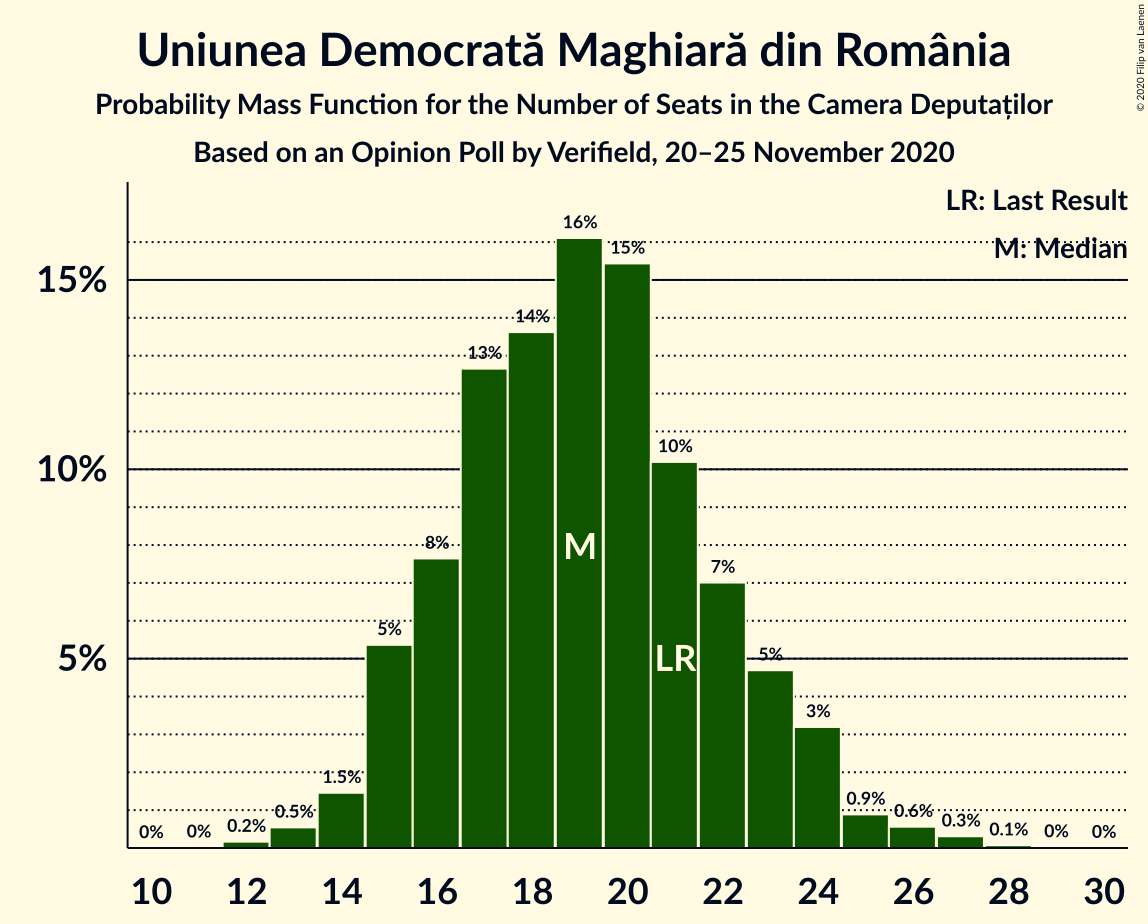 Uniunea Democrată Maghiară din România
Probability Mass Function for the Number of Seats in the Camera Deputaților
Based on an Opinion Poll by Verifield, 20–25 November 2020
© 2020 Filip van Laenen
LR: Last Result
M: Median
15%
10%
5%
0%
0%
0.2%
0.5%
1.5%
5%
8%
13%
14%
16%
15%
10%
7%
5%
3%
0.9%
0.6%
0.3%
0.1%
0%
0%
M
LR
10 12 14 16 18 20 22 24 26 28 30